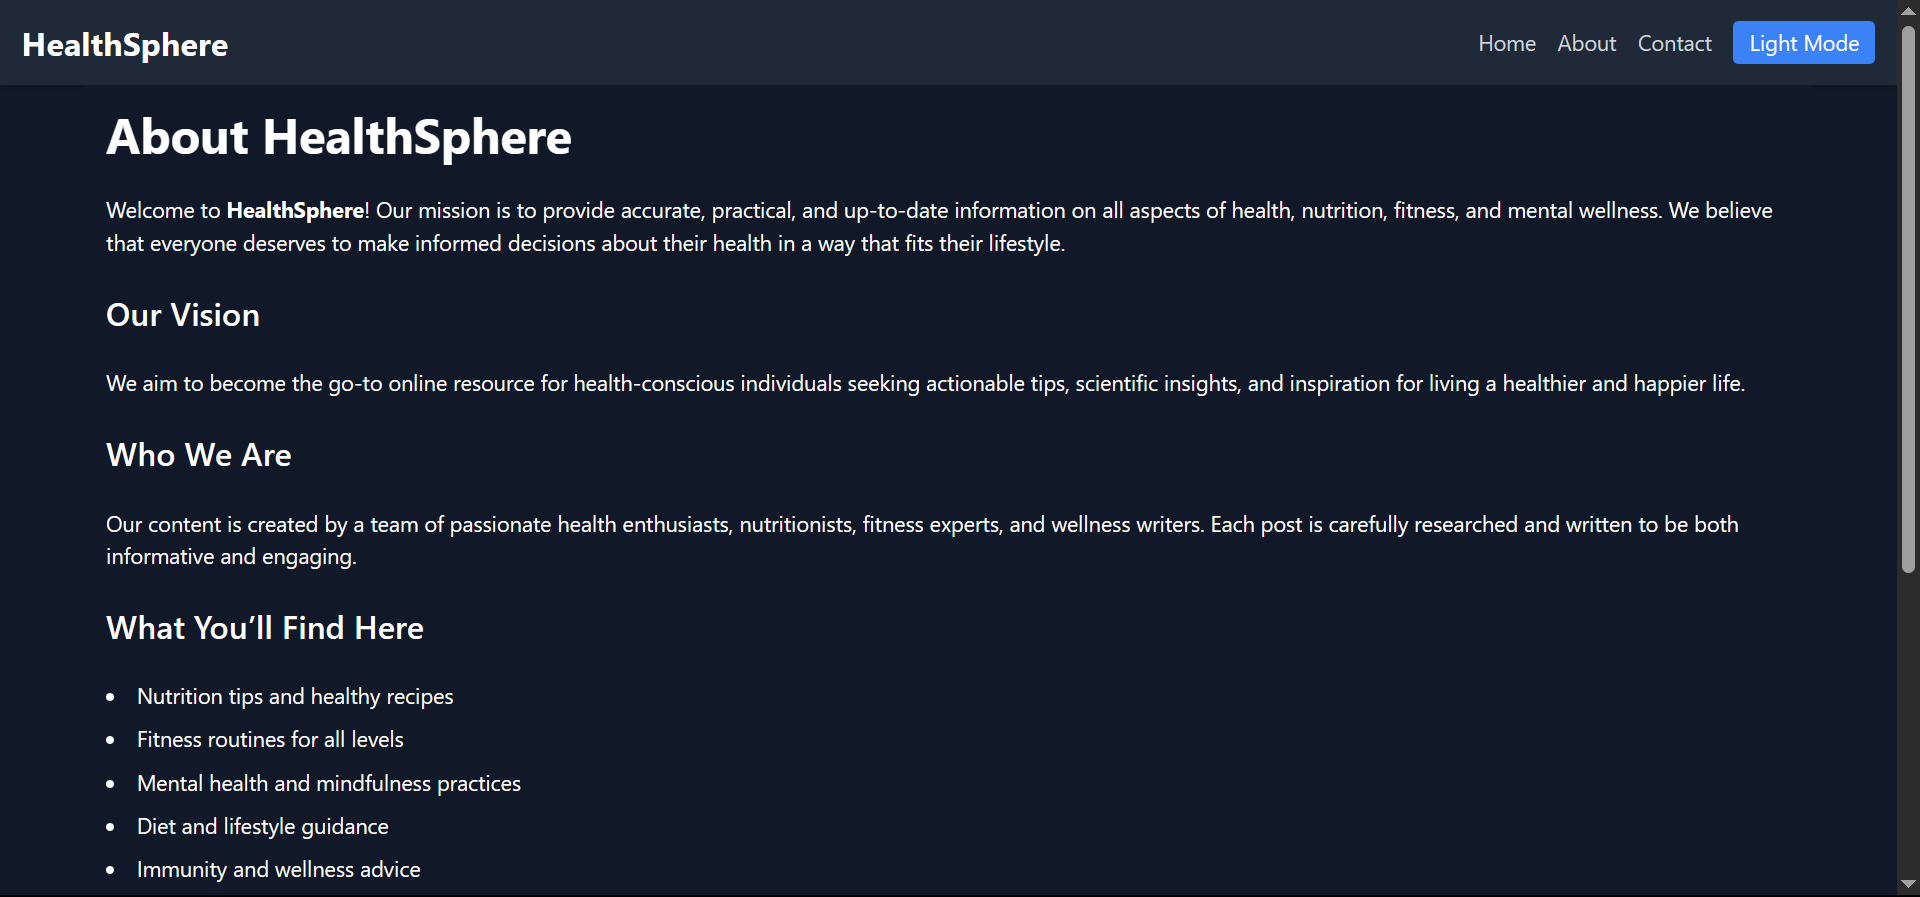 HealthSphere
Home About Contact Light Mode
About HealthSphere
Welcome to HealthSphere! Our mission is to provide accurate, practical, and up-to-date information on all aspects of health, nutrition, fitness, and mental wellness. We believe
that everyone deserves to make informed decisions about their health in a way that fits their lifestyle.
Our Vision
We aim to become the go-to online resource for health-conscious individuals seeking actionable tips, scientific insights, and inspiration for living a healthier and happier life.
Who We Are
Our content is created by a team of passionate health enthusiasts, nutritionists, fitness experts, and wellness writers. Each post is carefully researched and written to be both
informative and engaging.
What You’ll Find Here
• Nutrition tips and healthy recipes
• Fitness routines for all levels
• Mental health and mindfulness practices
• Diet and lifestyle guidance
• Immunity and wellness advice